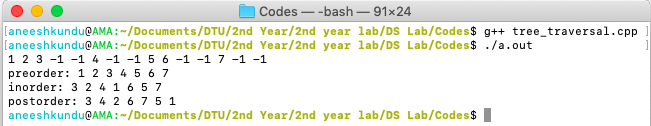 Codes — -bash — 91×24
[aneeshkundu@AMA:~/Documents/DTU/2nd Year/2nd year lab/DS Lab/Codes$ g++ tree_traversal.cpp ]
[aneeshkundu@AMA:~/Documents/DTU/2nd Year/2nd year lab/DS Lab/Codes$ ./a.out ]
1 2 3 -1 -1 4 -1 -1 5 6 -1 -1 7 -1 -1
preorder: 1 2 3 4 5 6 7
inorder: 3 2 4 1 6 5 7
postorder: 3 4 2 6 7 5 1
aneeshkundu@AMA:~/Documents/DTU/2nd Year/2nd year lab/DS Lab/Codes$